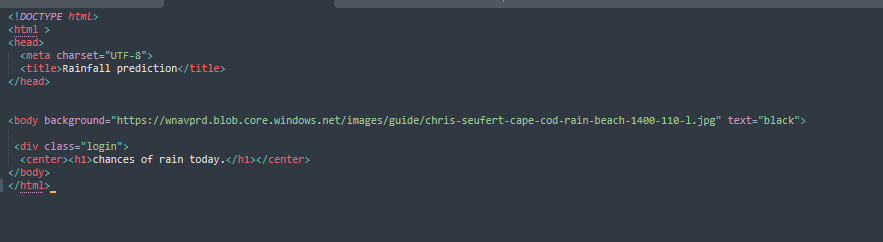 <!DOCTYPE html>
<html >
<head>
  <meta charset="UTF-8">
  <title>Rainfall prediction</title>
</head>
<body background="https://wnavprd.blob.core.windows.net/images/guide/chris-seufert-cape-cod-rain-beach-1400-110-l.jpg" text="black">
 <div class="login">
  <center><h1>chances of rain today.</h1></center>
</body>
</html>